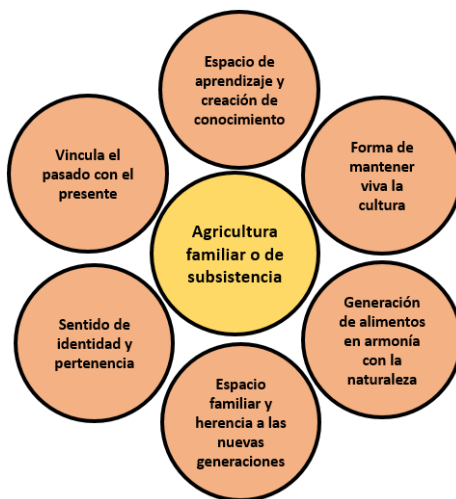 Espacio de
aprendizaje y
creación de
conocimiento
Vincula el
pasado con el
presente
Forma de
mantener
viva la
cultura
Agricultura
familiar o de
subsistencia
Sentido de
identidad y
pertenencia
Generación
de alimentos
en armonía
con la
naturaleza
Espacio
familiar y
herencia a las
nuevas
generaciones